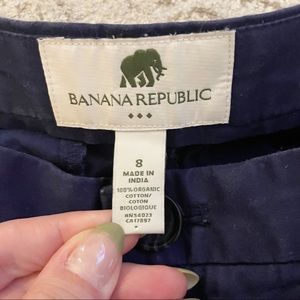 BANANA REPUBLIC
8
MADE IN
INDIA
100% ORGANIC
COTTON/
COTON
BIOLOGIQUE
RN54023
CA17897